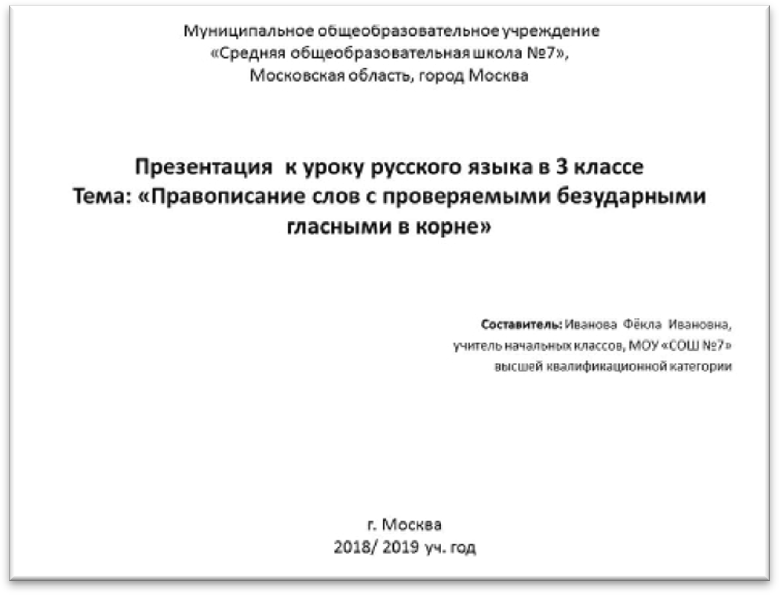 Муниципальное общеобразовательное учреждение
«Средняя общеобразовательная школа №7»,
Московская область, город Москва
Презентация к уроку русского языка в 3 классе
Тема: «Правописание слов с проверяемыми безударными
гласными в корне»
Составитель: Иванова Фёкла Ивановна,
учитель начальных классов, МОУ «СОШ №7»
высшей квалификационной категории
г. Москва
2018/ 2019 уч. год